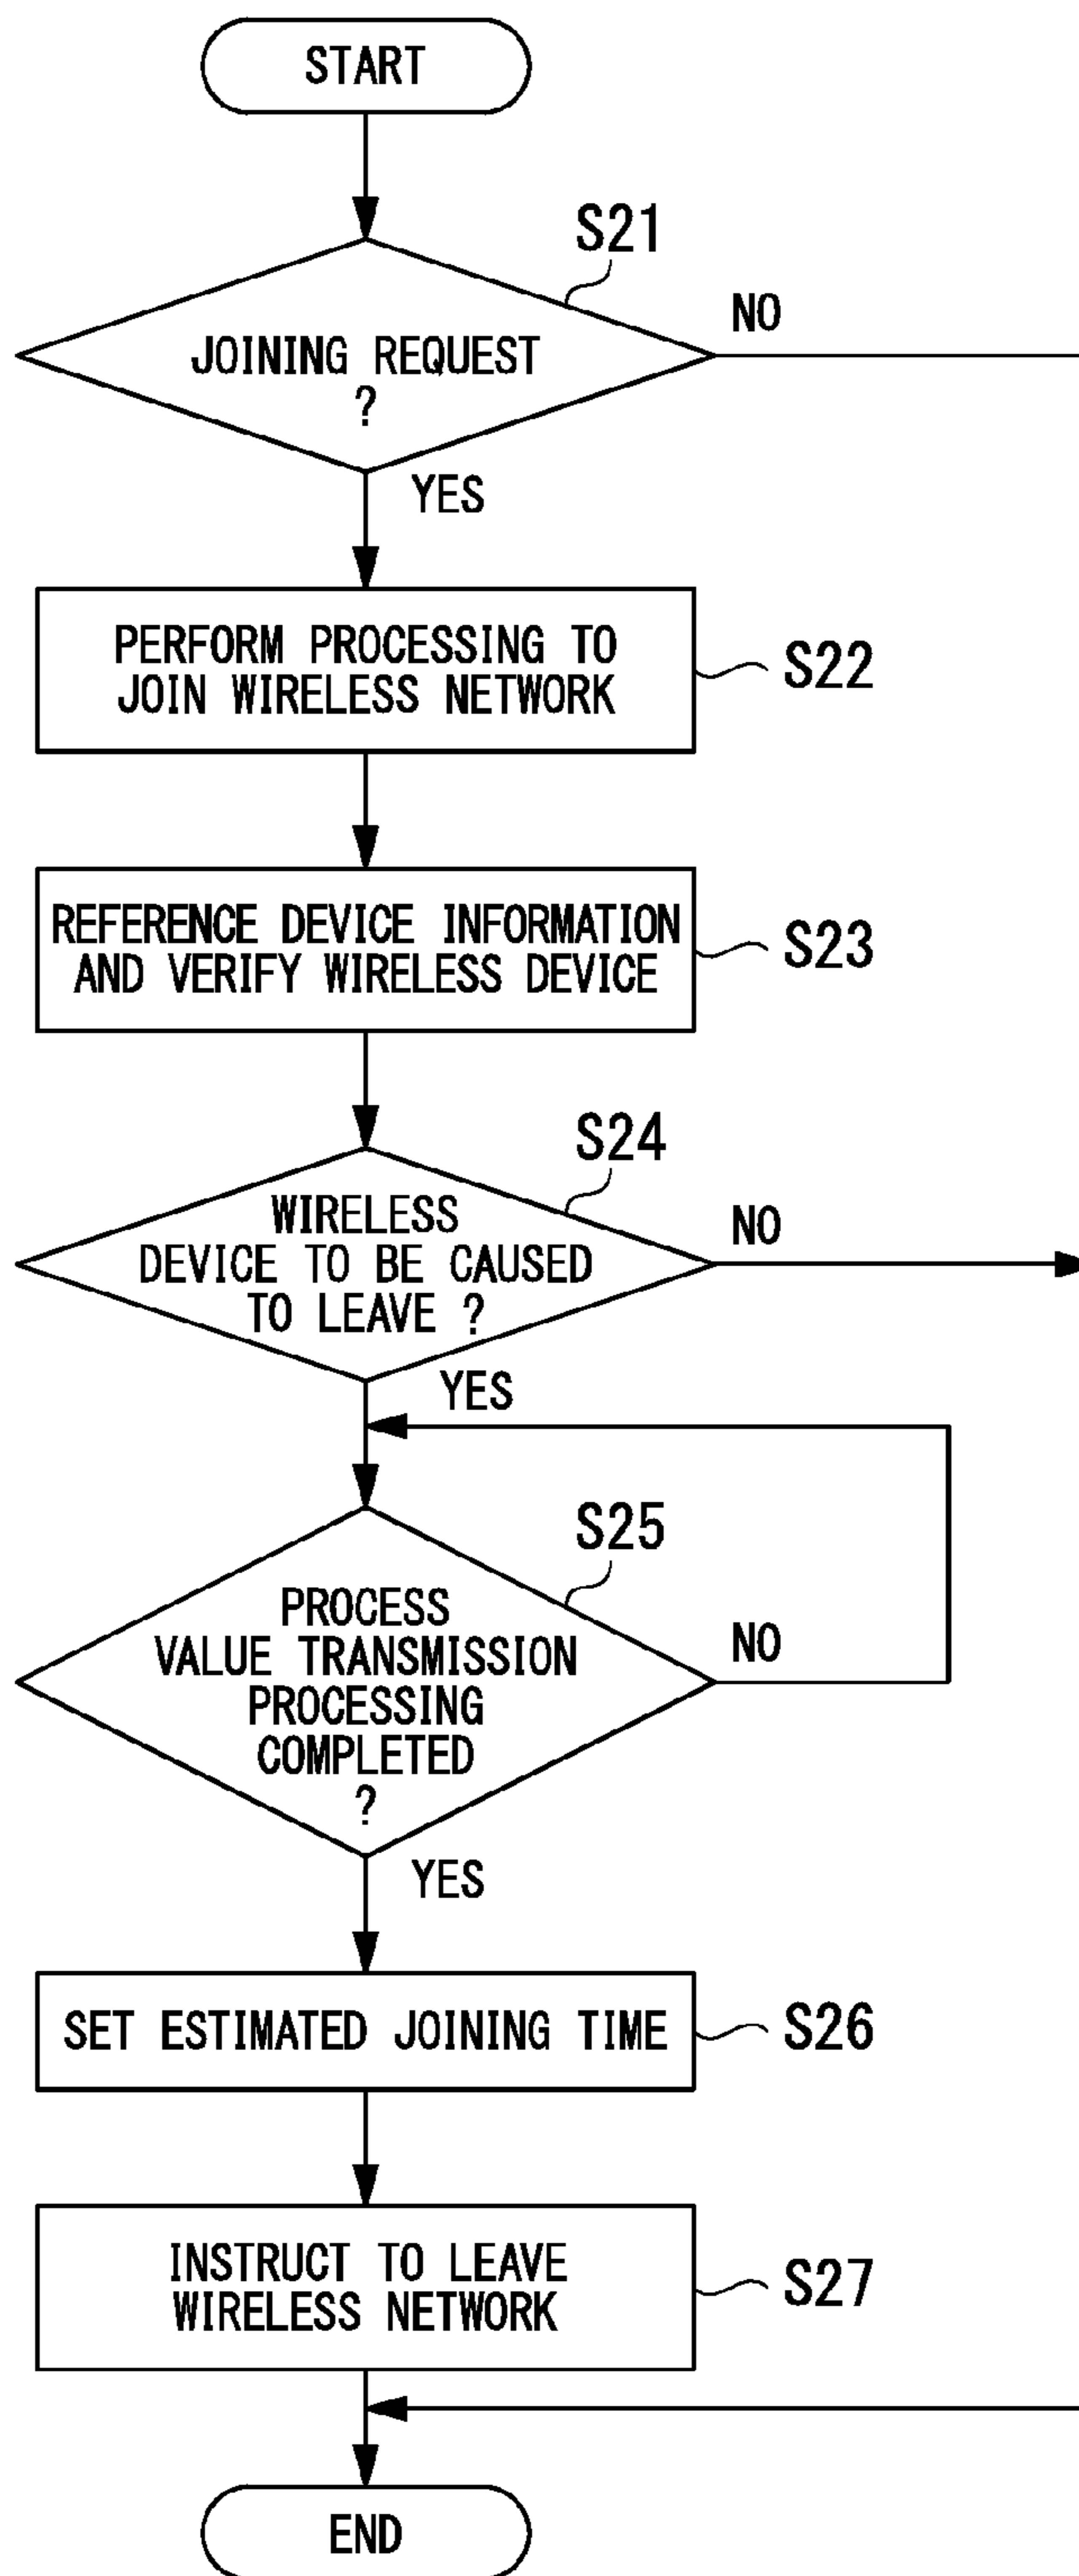 START
S21
NO
JOINING REQUEST
?
YES
PERFORM PROCESSING TO
JOIN WIRELESS NETWORK
S22
REFERENCE DEVICE INFORMATION
AND VERIFY WIRELESS DEVICE
S23
S24
WIRELESS
DEVICE TO BE CAUSED
TO LEAVE ?
NO
YES
S25
PROCESS
VALUE TRANSMISSION
PROCESSING
COMPLETED
?
NO
YES
SET ESTIMATED JOINING TIME
S26
INSTRUCT TO LEAVE
WIRELESS NETWORK
S27
END